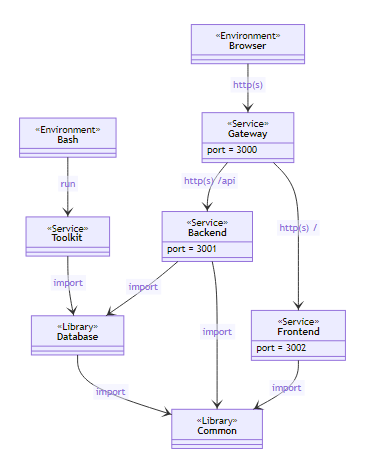 «Environment»
Browser
http(s)
«Service»
Gateway
port = 3000
«Environment»
Bash
run
http(s) /api
«Service»
Toolkit
«Service»
Backend
port = 3001
http(s) /
import
import
«Library»
Database
import
«Service»
Frontend
port = 3002
import
import
«Library»
Common